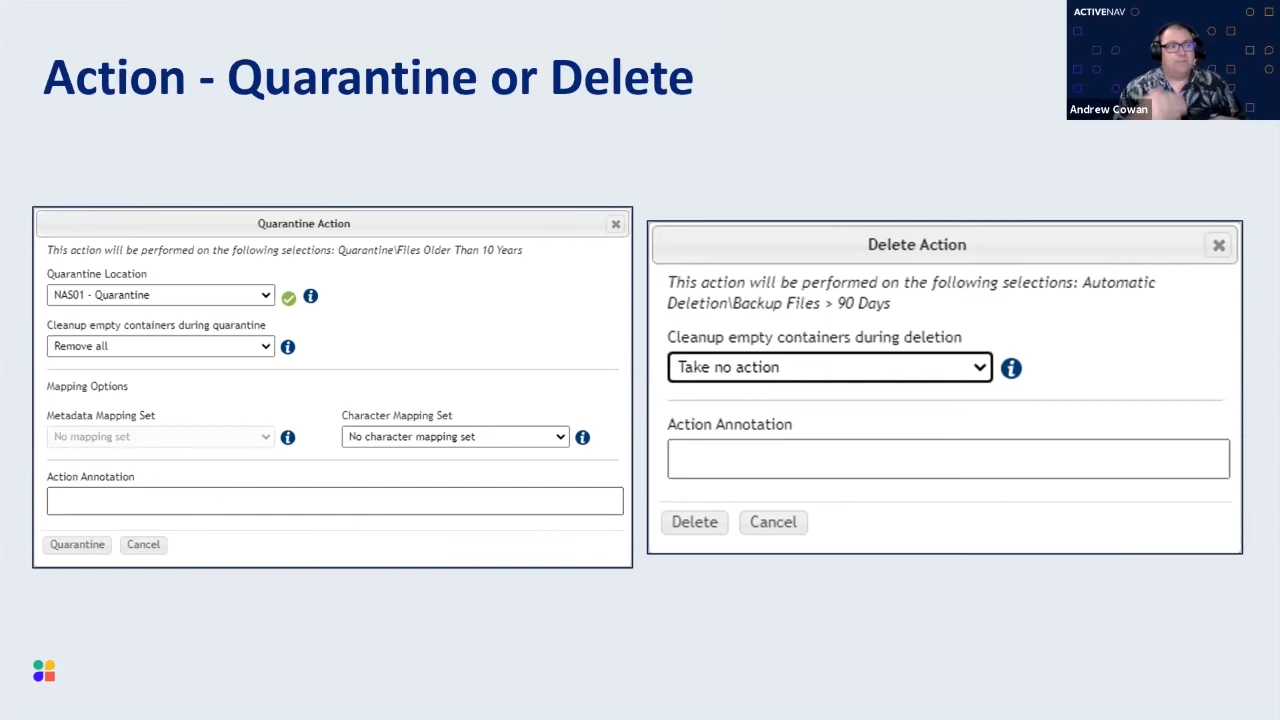 Action - Quarantine or Delete
ACTIVENAV
Andrew Cowan
Quarantine Action
This action will be performed on the following selections: Quarantine\Files Older Than 10 Years
Quarantine Location
NAS01 - Quarantine
Cleanup empty containers during quarantine
Remove all
Mapping Options
Metadata Mapping Set
Character Mapping Set
No mapping set
No character mapping set
Action Annotation
Quarantine
Cancel
Delete Action
This action will be performed on the following selections: Automatic
Deletion\Backup Files > 90 Days
Cleanup empty containers during deletion
Take no action
Action Annotation
Delete
Cancel